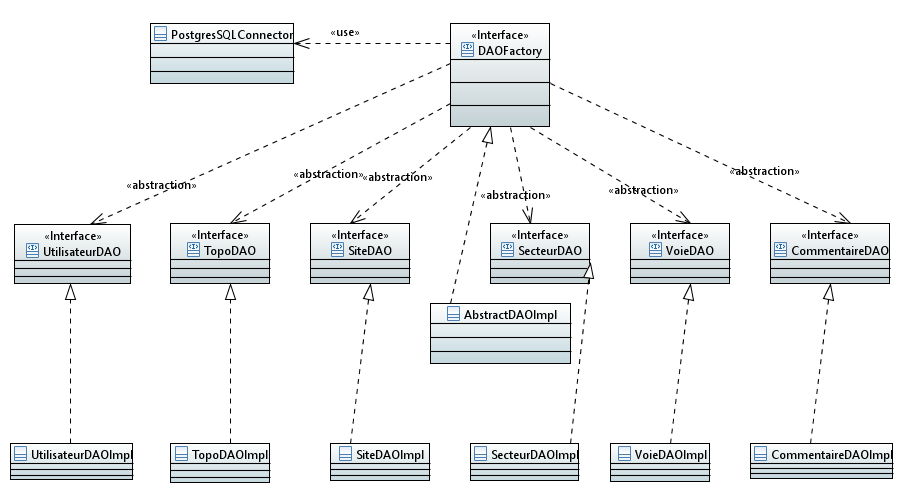 PostgresSQLConnector
«use»
«Interface»
DAOFactory
«abstraction»
«abstraction»
«abstraction»
«abstraction»
«abstraction»
«abstraction»
«Interface»
UtilisateurDAO
«Interface»
TopoDAO
«Interface»
SiteDAO
«Interface»
SecteurDAO
«Interface»
VoieDAO
«Interface»
CommentaireDAO
AbstractDAOImpl
UtilisateurDAOImpl
TopoDAOImpl
SiteDAOImpl
SecteurDAOImpl
VoieDAOImpl
CommentaireDAOImpl